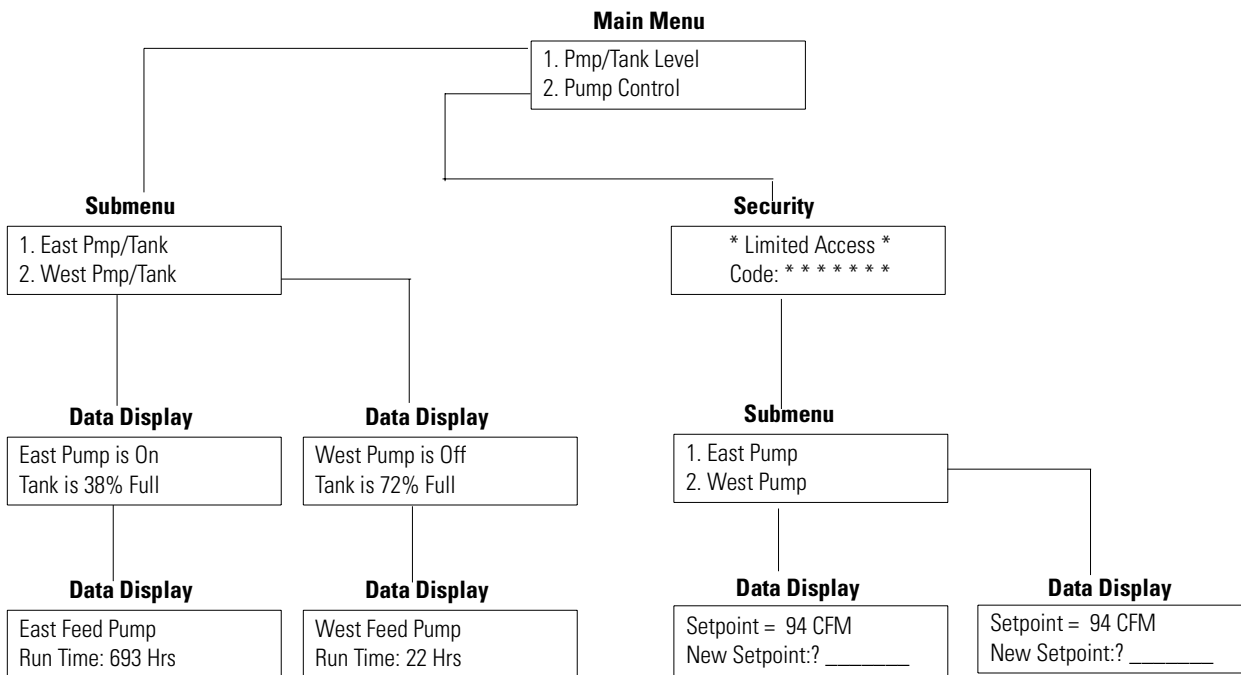 Main Menu
1. Pmp/Tank Level
2. Pump Control
Submenu
1. East Pmp/Tank
2. West Pmp/Tank
Security
* Limited Access *
Code: * * * * * * *
Data Display
East Pump is On
Tank is 38% Full
Data Display
West Pump is Off
Tank is 72% Full
Submenu
1. East Pump
2. West Pump
Data Display
East Feed Pump
Run Time: 693 Hrs
Data Display
West Feed Pump
Run Time: 22 Hrs
Data Display
Setpoint = 94 CFM
New Setpoint:? _______
Data Display
Setpoint = 94 CFM
New Setpoint:? _______